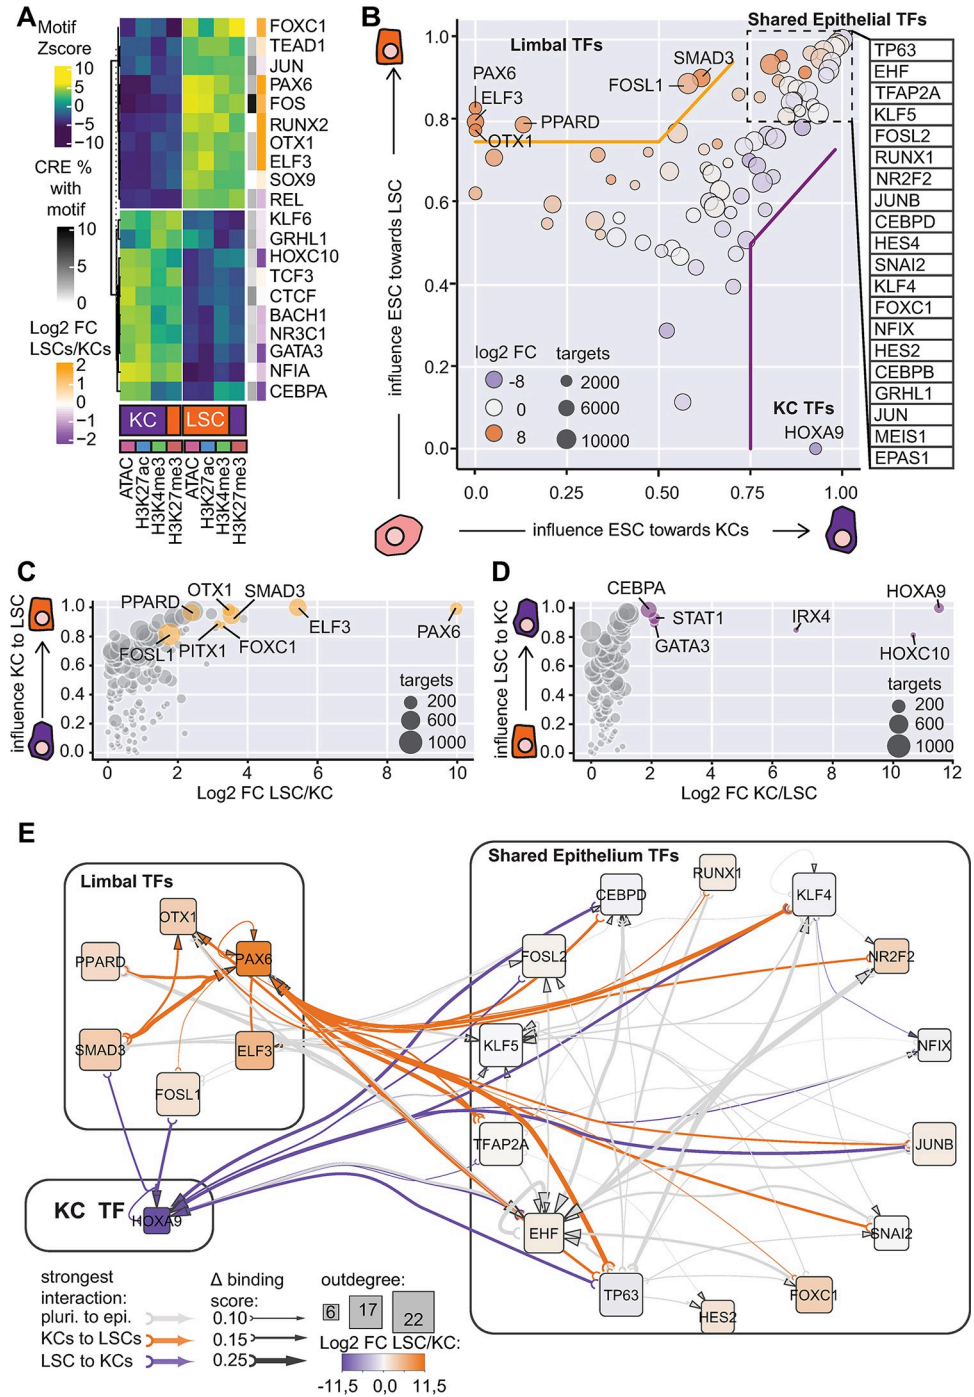 A
Motif
Zscore
10
5
0
-5
-10
CRE %
with
motif
10
5
0
Log2 FC
LSCs/KCs
2
1
0
−1
−2
FOXC1
TEAD1
JUN
PAX6
FOS
RUNX2
OTX1
ELF3
SOX9
REL
KLF6
GRHL1
HOXC10
TCF3
CTCF
BACH1
NR3C1
GATA3
NFIA
CEBPA
KC LSC
ATAC
H3K27ac
H3K4me3
H3K27me3
ATAC
H3K27ac
H3K4me3
H3K27me3
B
influence ESC towards LSC
1.0
0.8
0.6
0.4
0.2
0.0
Limbal TFs
Shared Epithelial TFs
PAX6
ELF3
OTX1
PPARD
FOSL1
SMAD3
log2 FC
-8
0
8
targets
2000
6000
10000
KC TFs
HOXA9
0.0 0.25 0.50 0.75 1.00
influence ESC towards KCs
TP63
EHF
TFAP2A
KLF5
FOSL2
RUNX1
NR2F2
JUNB
CEBPD
HES4
SNAI2
KLF4
FOXC1
NFIX
HES2
CEBPB
GRHL1
JUN
MEIS1
EPAS1
C
influence KC to LSC
1.0
0.8
0.6
0.4
0.2
0.0
PPARD
OTX1
SMAD3
FOSL1
PITX1
FOXC1
ELF3
PAX6
targets
200
600
1000
0 2 4 6 8 10
Log2 FC LSC/KC
D
influence LSC to KC
1.0
0.8
0.6
0.4
0.2
0.0
CEBPA
STAT1
GATA3
IRX4
HOXA9
HOXC10
targets
200
600
1000
0 2 4 6 8 10 12
Log2 FC KC/LSC
E
Limbal TFs
OTX1
PPARD
PAX6
SMAD3
ELF3
FOSL1
KC TF
HOXA9
Shared Epithelium TFs
CEBPD
RUNX1
KLF4
FOSL2
NR2F2
KLF5
NFIX
TFAP2A
JUNB
EHF
SNAI2
TP63
HES2
FOXC1
strongest
interaction:
pluri. to epi.
KCs to LSCs
LSC to KCs
Δ binding
score:
0.10
0.15
0.25
outdegree:
6 17 22
Log2 FC LSC/KC:
-11,5 0,0 11,5